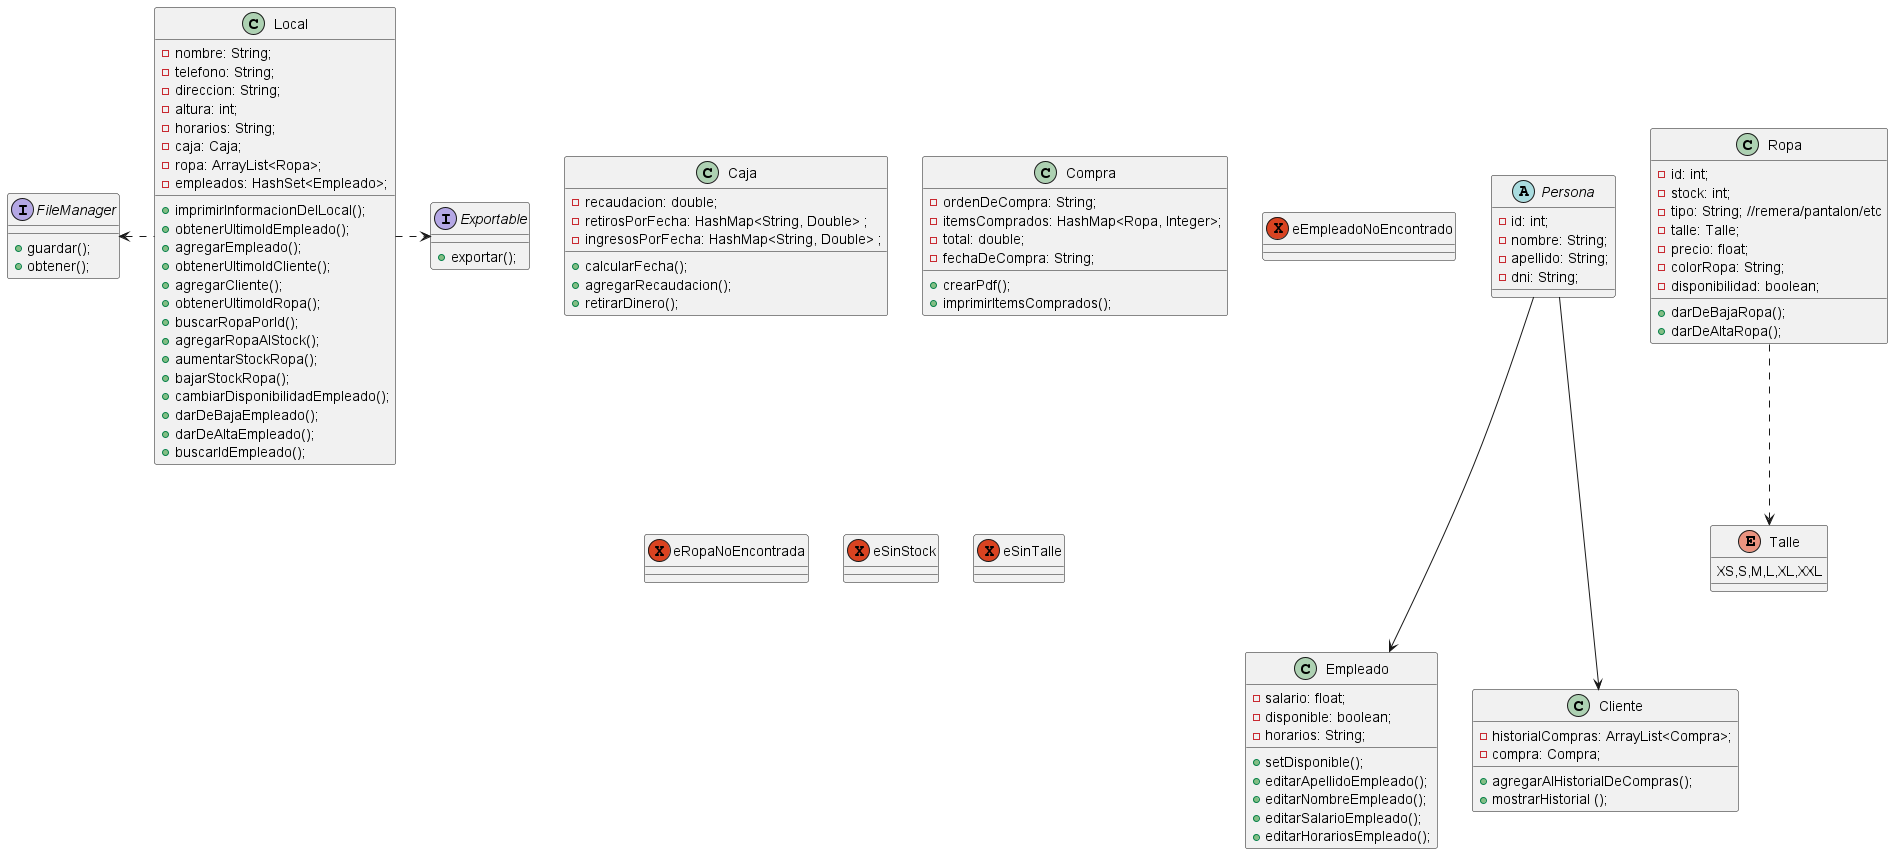 I FileManager
guardar();
obtener();
C Local
nombre: String;
telefono: String;
direccion: String;
altura: int;
horarios: String;
caja: Caja;
ropa: ArrayList<Ropa>;
empleados: HashSet<Empleado>;
imprimirInformacionDelLocal();
obtenerUltimoIdEmpleado();
agregarEmpleado();
obtenerUltimoIdCliente();
agregarCliente();
obtenerUltimoIdRopa();
buscarRopaPorId();
agregarRopaAlStock();
aumentarStockRopa();
bajarStockRopa();
cambiarDisponibilidadEmpleado();
darDeBajaEmpleado();
darDeAltaEmpleado();
buscarIdEmpleado();
I Exportable
exportar();
C Caja
recaudacion: double;
retirosPorFecha: HashMap<String, Double> ;
ingresosPorFecha: HashMap<String, Double> ;
calcularFecha();
agregarRecaudacion();
retirarDinero();
C Compra
ordenDeCompra: String;
itemsComprados: HashMap<Ropa, Integer>;
total: double;
fechaDeCompra: String;
crearPdf();
imprimirItemsComprados();
X eEmpleadoNoEncontrado
A Persona
id: int;
nombre: String;
apellido: String;
dni: String;
C Ropa
id: int;
stock: int;
tipo: String; //remera/pantalon/etc
talle: Talle;
precio: float;
colorRopa: String;
disponibilidad: boolean;
darDeBajaRopa();
darDeAltaRopa();
X eRopaNoEncontrada
X eSinStock
X eSinTalle
E Talle
XS,S,M,L,XL,XXL
C Empleado
salario: float;
disponible: boolean;
horarios: String;
setDisponible();
editarApellidoEmpleado();
editarNombreEmpleado();
editarSalarioEmpleado();
editarHorariosEmpleado();
C Cliente
historialCompras: ArrayList<Compra>;
compra: Compra;
agregarAlHistorialDeCompras();
mostrarHistorial ();